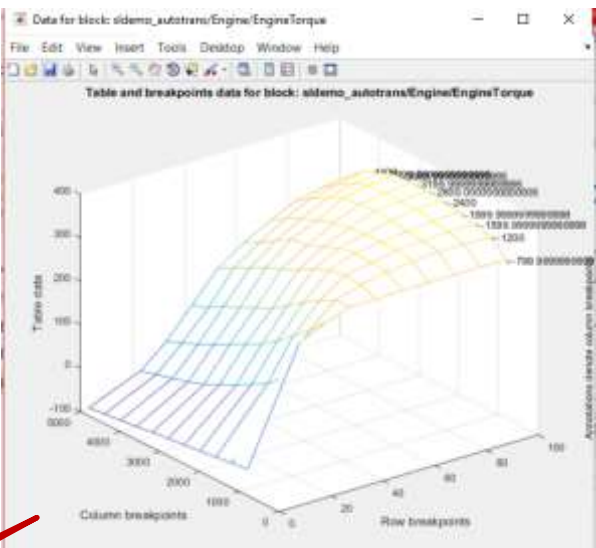 Data for block: sldemo_autotrans/Engine/EngineTorque
File Edit View Insert Tools Desktop Window Help
Table and breakpoints data for block: sldemo_autotrans/Engine/EngineTorque
400
300
200
100
0
-100
Table data
5000
4000
3000
2000
1000
0
Column breakpoints
0
20
40
60
80
100
Row breakpoints
←2400
←1200
Annotations denote column breakpoints